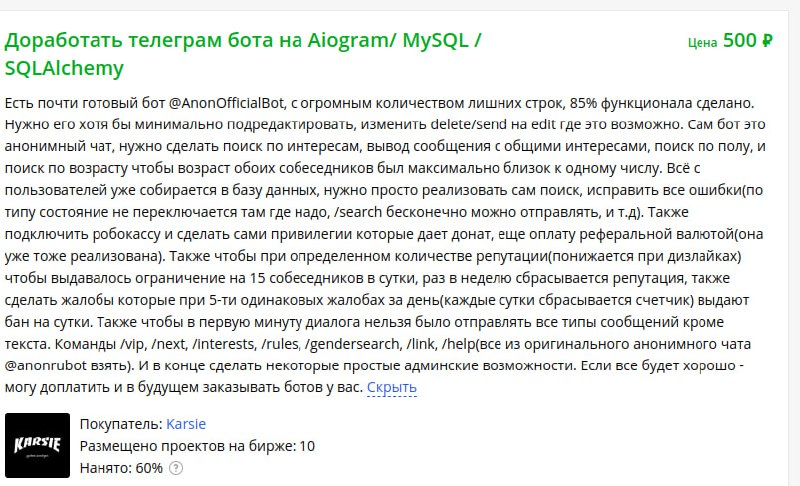 Доработать телеграм бота на Aiogram/ MySQL /
SQLAlchemy
Цена 500 ₽
Есть почти готовый бот @AnonOfficialBot, с огромным количеством лишних строк, 85% функционала сделано.
Нужно его хотя бы минимально подредактировать, изменить delete/send на edit где это возможно. Сам бот это
анонимный чат, нужно сделать поиск по интересам, вывод сообщения с общими интересами, поиск по полу, и
поиск по возрасту чтобы возраст обоих собеседников был максимально близок к одному числу. Всё с
пользователей уже собирается в базу данных, нужно просто реализовать сам поиск, исправить все ошибки(по
типу состояние не переключается там где надо, /search бесконечно можно отправлять, и т.д). Также
подключить робокассу и сделать сами привилегии которые дает донат, еще оплату реферальной валютой(она
уже тоже реализована). Также чтобы при определенном количестве репутации(понижается при дизлайках)
чтобы выдавалось ограничение на 15 собеседников в сутки, раз в неделю сбрасывается репутация, также
сделать жалобы которые при 5-ти одинаковых жалобах за день(каждые сутки сбрасывается счетчик) выдают
бан на сутки. Также чтобы в первую минуту диалога нельзя было отправлять все типы сообщений кроме
текста. Команды /vip, /next, /interests, /rules, /gendersearch, /link, /help(все из оригинального анонимного чата
@anonrubot взять). И в конце сделать некоторые простые админские возможности. Если все будет хорошо -
могу доплатить и в будущем заказывать ботов у вас. Скрыть
KARSIE
Покупатель: Karsie
Размещено проектов на бирже: 10
Нанято: 60% ?